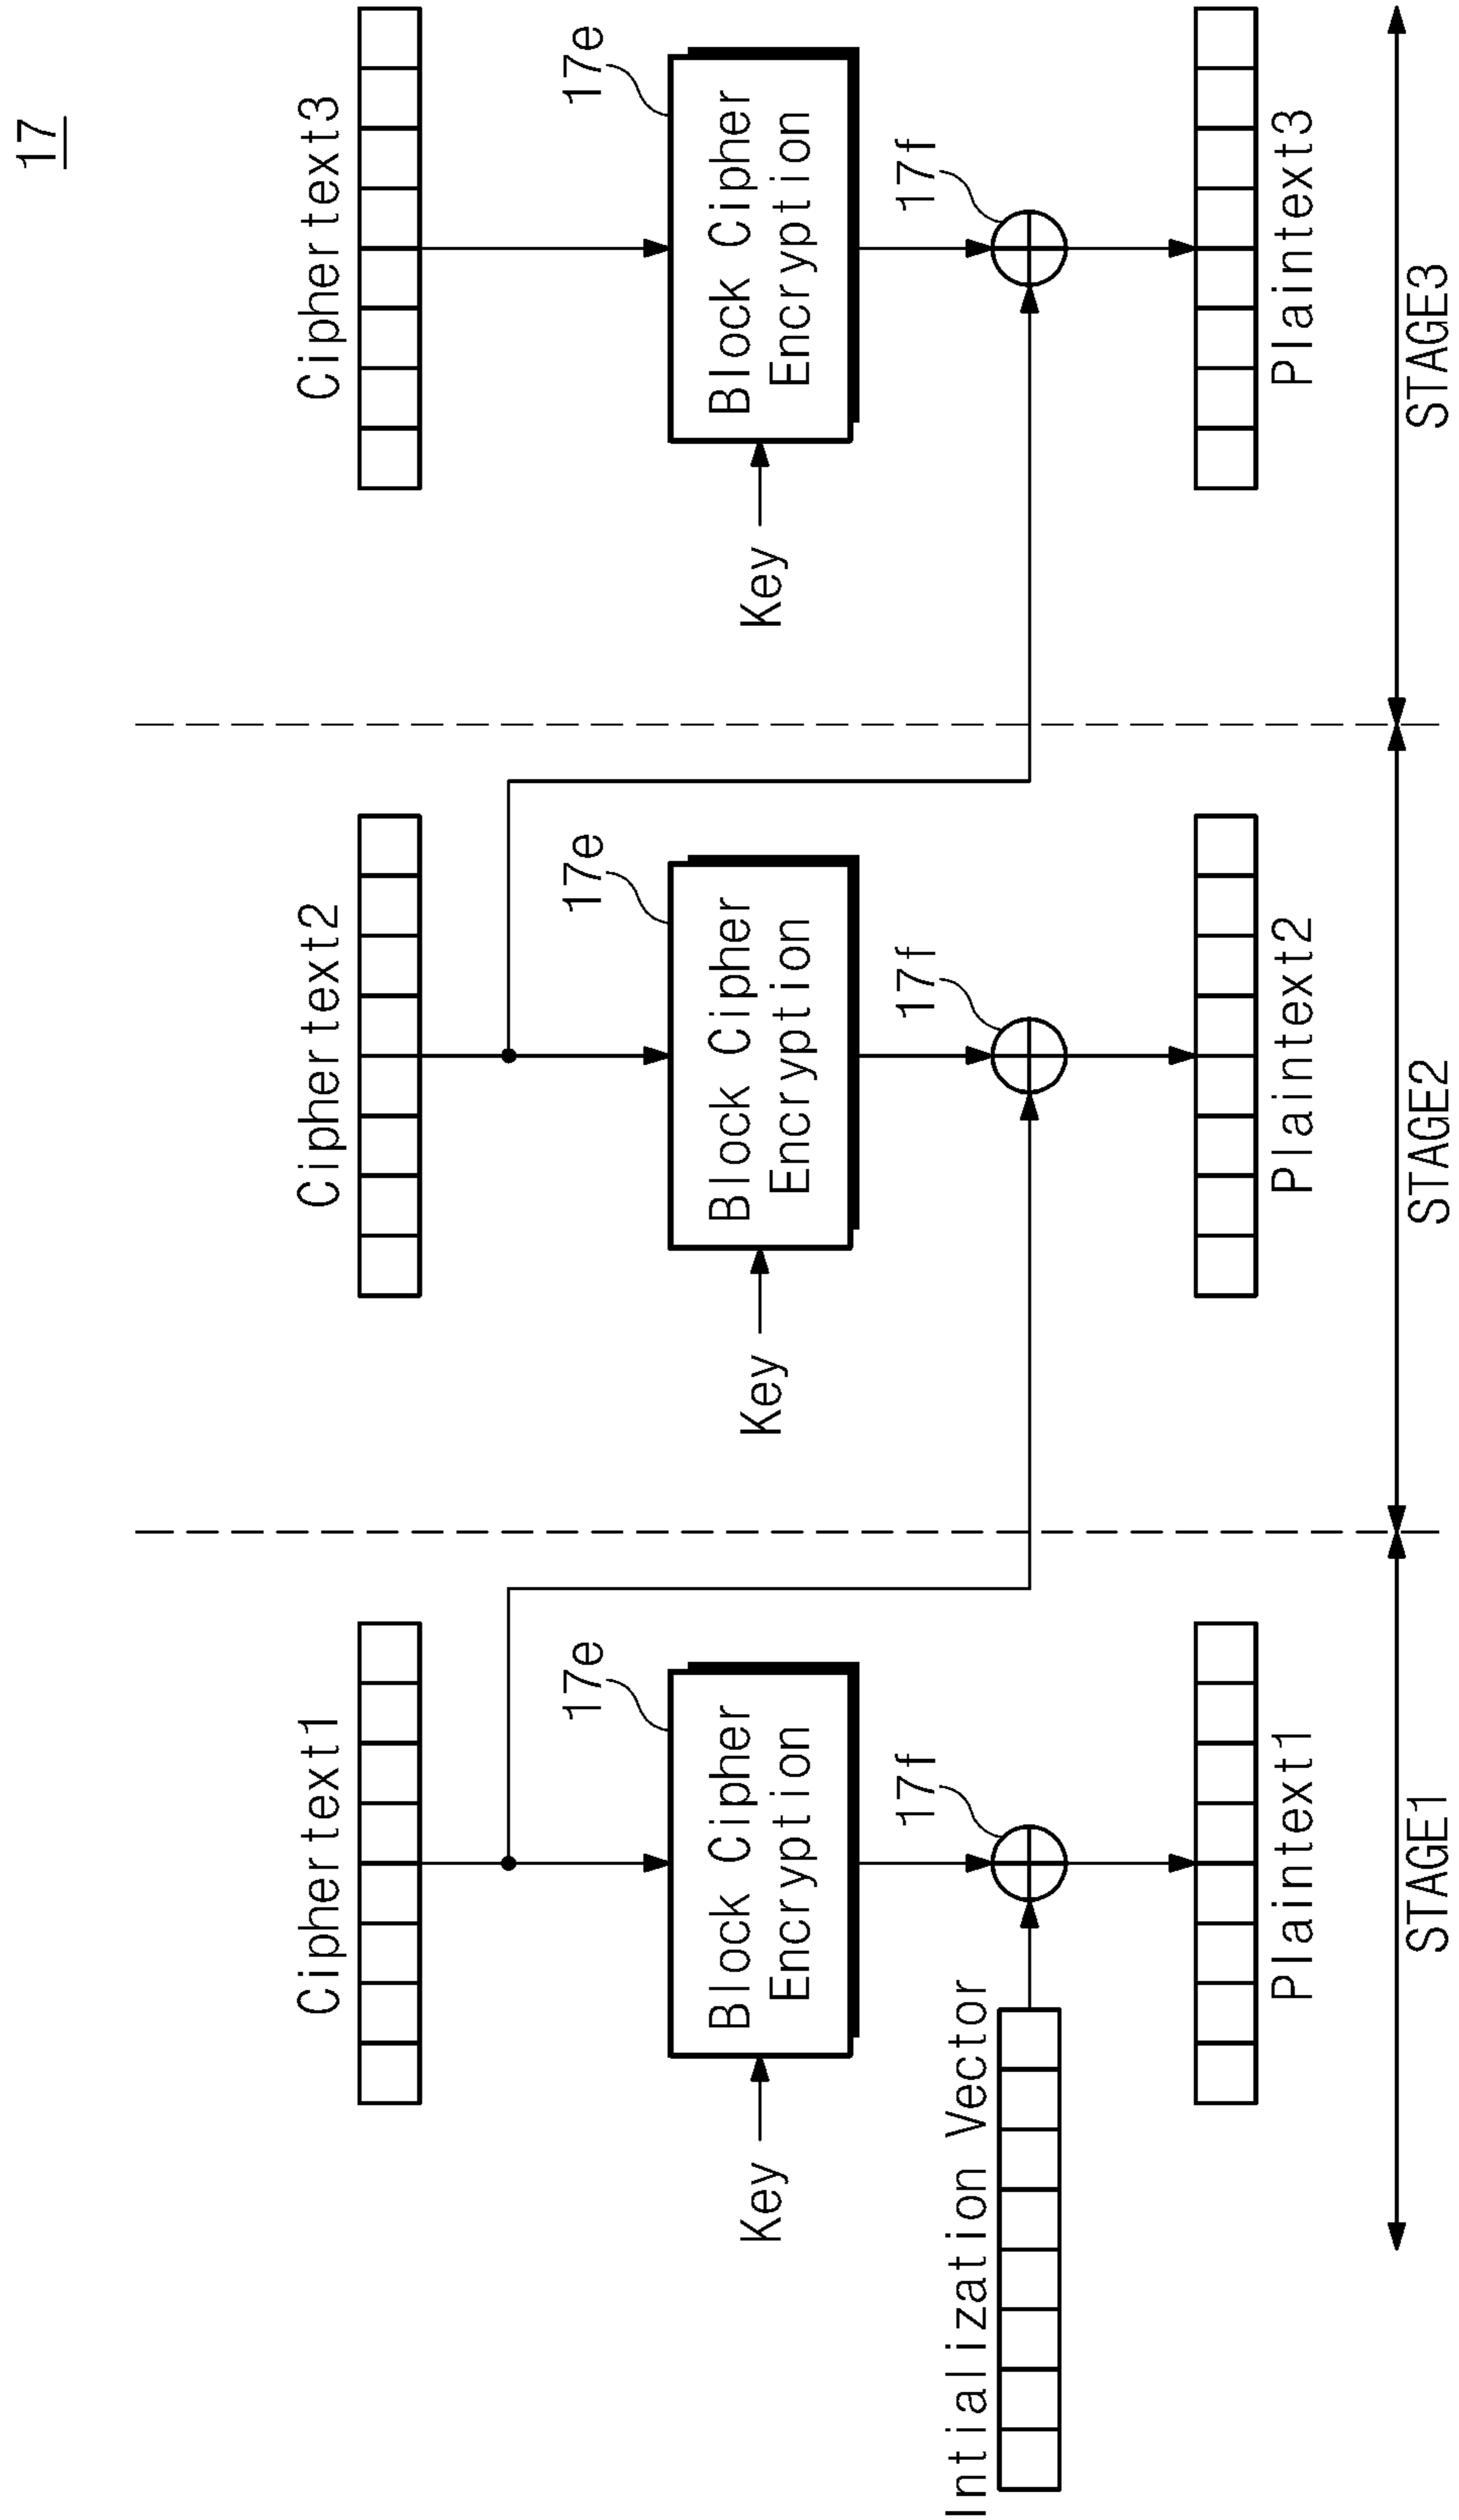 17
Ciphertext1
Ciphertext2
Ciphertext3
17e
17e
17e
Key
Block Cipher
Encryption
Key
Block Cipher
Encryption
Key
Block Cipher
Encryption
17f
17f
17f
Intialization Vector
Plaintext1
Plaintext2
Plaintext3
STAGE1
STAGE2
STAGE3